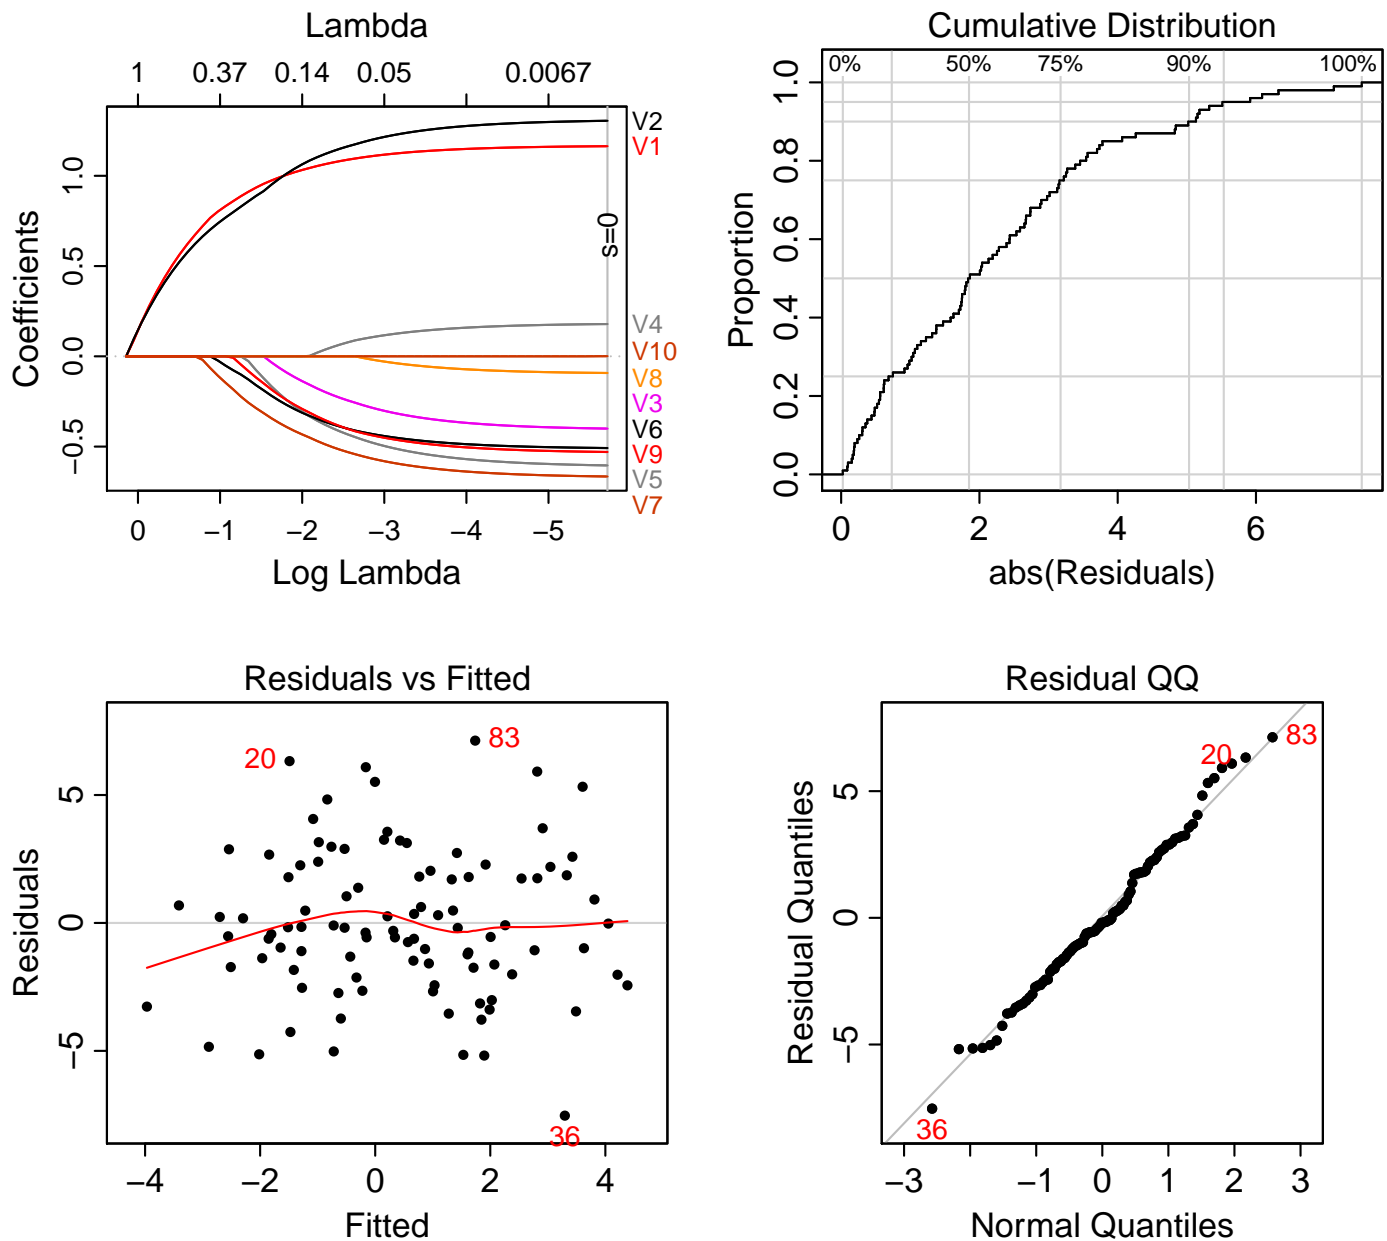 Lambda
1 0.37 0.14 0.05 0.0067
Coefficients
1.0
0.5
0.0
−0.5
V2
V1
s=0
V4
V10
V8
V3
V6
V9
V5
V7
0 −1 −2 −3 −4 −5
Log Lambda
Cumulative Distribution
0% 50% 75% 90% 100%
Proportion
1.0
0.8
0.6
0.4
0.2
0.0
0 2 4 6
abs(Residuals)
Residuals vs Fitted
Residuals
5
0
−5
20
83
36
−4 −2 0 2 4
Fitted
Residual QQ
Residual Quantiles
5
0
−5
20
83
36
−3 −1 0 1 2 3
Normal Quantiles